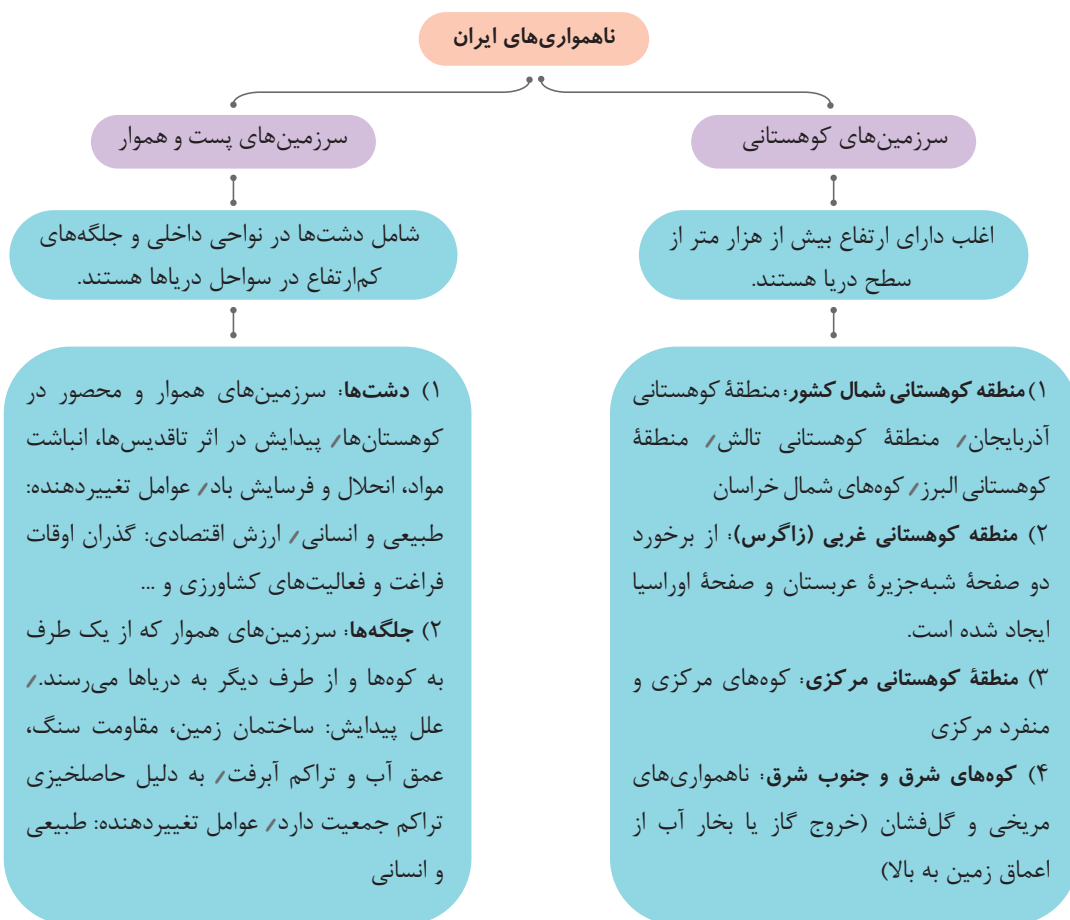 ناهمواری‌های ایران
سرزمین‌های کوهستانی
اغلب دارای ارتفاع بیش از هزار متر از
سطح دریا هستند.
۱) منطقه کوهستانی شمال کشور: منطقهٔ کوهستانی
آذربایجان/ منطقهٔ کوهستانی تالش/ منطقهٔ
کوهستانی البرز/ کوه‌های شمال خراسان
۲) منطقه کوهستانی غربی (زاگرس): از برخورد
دو صفحهٔ شبه‌جزیرهٔ عربستان و صفحهٔ اوراسیا
ایجاد شده است.
۳) منطقهٔ کوهستانی مرکزی: کوه‌های مرکزی و
منفرد مرکزی
۴) کوه‌های شرق و جنوب شرق: ناهمواری‌های
مریخی و گل‌فشان (خروج گاز یا بخار آب از
اعماق زمین به بالا)
سرزمین‌های پست و هموار
شامل دشت‌ها در نواحی داخلی و جلگه‌های
کم‌ارتفاع در سواحل دریاها هستند.
۱) دشت‌ها: سرزمین‌های هموار و محصور در
کوهستان‌ها/ پیدایش در اثر تاقدیس‌ها، انباشت
مواد، انحلال و فرسایش باد/ عوامل تغییردهنده:
طبیعی و انسانی/ ارزش اقتصادی: گذران اوقات
فراغت و فعالیت‌های کشاورزی و ...
۲) جلگه‌ها: سرزمین‌های هموار که از یک طرف
به کوه‌ها و از طرف دیگر به دریاها می‌رسند./
علل پیدایش: ساختمان زمین، مقاومت سنگ،
عمق آب و تراکم آبرفت/ به دلیل حاصلخیزی
تراکم جمعیت دارد/ عوامل تغییردهنده: طبیعی
و انسانی